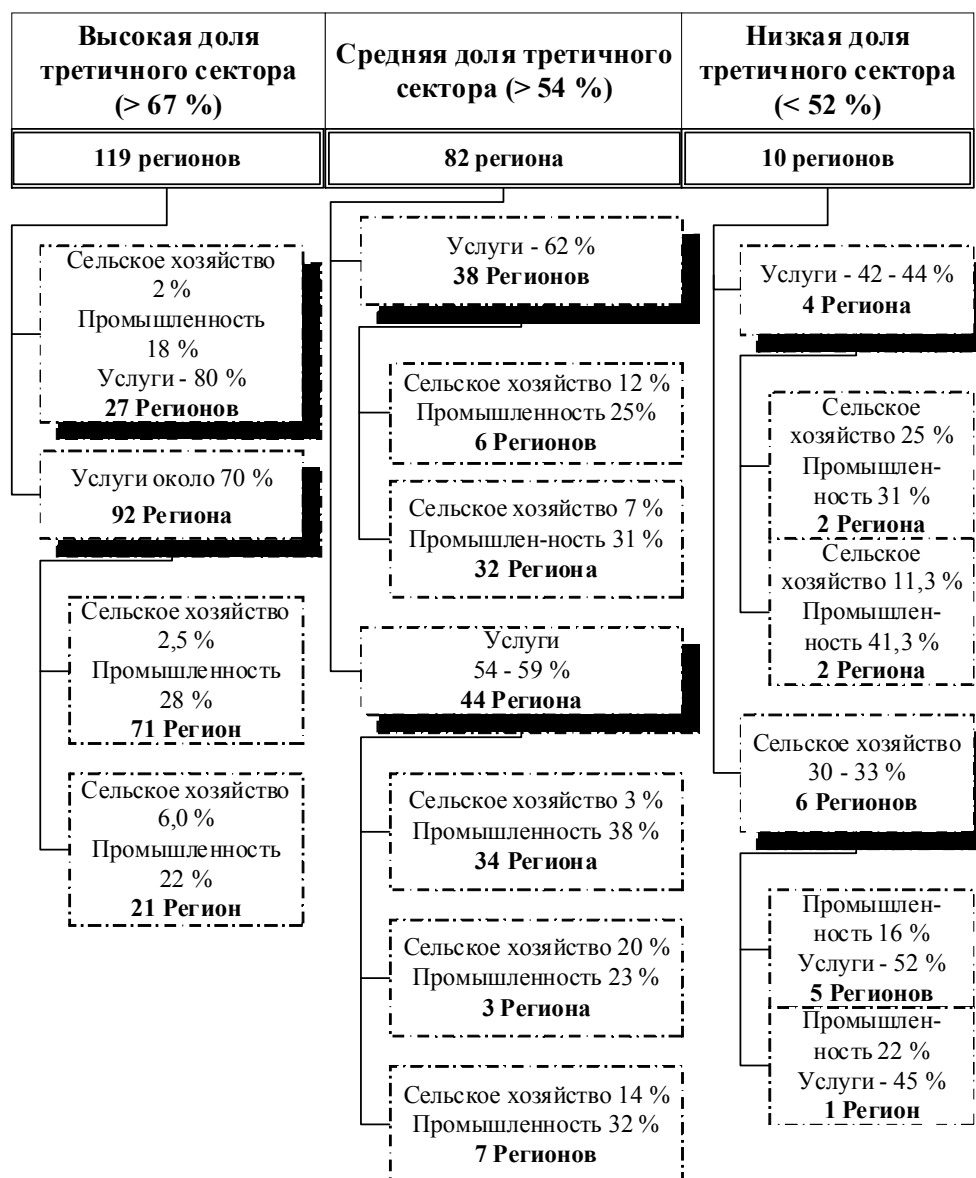 Высокая доля
третичного сектора
(> 67 %)
119 регионов
Сельское хозяйство
2 %
Промышленность
18 %
Услуги - 80 %
27 Регионов
Услуги около 70 %
92 Региона
Сельское хозяйство
2,5 %
Промышленность
28 %
71 Регион
Сельское хозяйство
6,0 %
Промышленность
22 %
21 Регион
Средняя доля третичного
сектора (> 54 %)
82 региона
Услуги - 62 %
38 Регионов
Сельское хозяйство 12 %
Промышленность 25%
6 Регионов
Сельское хозяйство 7 %
Промышлен-ность 31 %
32 Региона
Услуги
54 - 59 %
44 Региона
Сельское хозяйство 3 %
Промышленность 38 %
34 Региона
Сельское хозяйство 20 %
Промышленность 23 %
3 Региона
Сельское хозяйство 14 %
Промышленность 32 %
7 Регионов
Низкая доля
третичного сектора
(< 52 %)
10 регионов
Услуги - 42 - 44 %
4 Региона
Сельское
хозяйство 25 %
Промышлен-
ность 31 %
2 Региона
Сельское
хозяйство 11,3 %
Промышлен-
ность 41,3 %
2 Региона
Сельское хозяйство
30 - 33 %
6 Регионов
Промышлен-
ность 16 %
Услуги - 52 %
5 Регионов
Промышлен-
ность 22 %
Услуги - 45 %
1 Регион